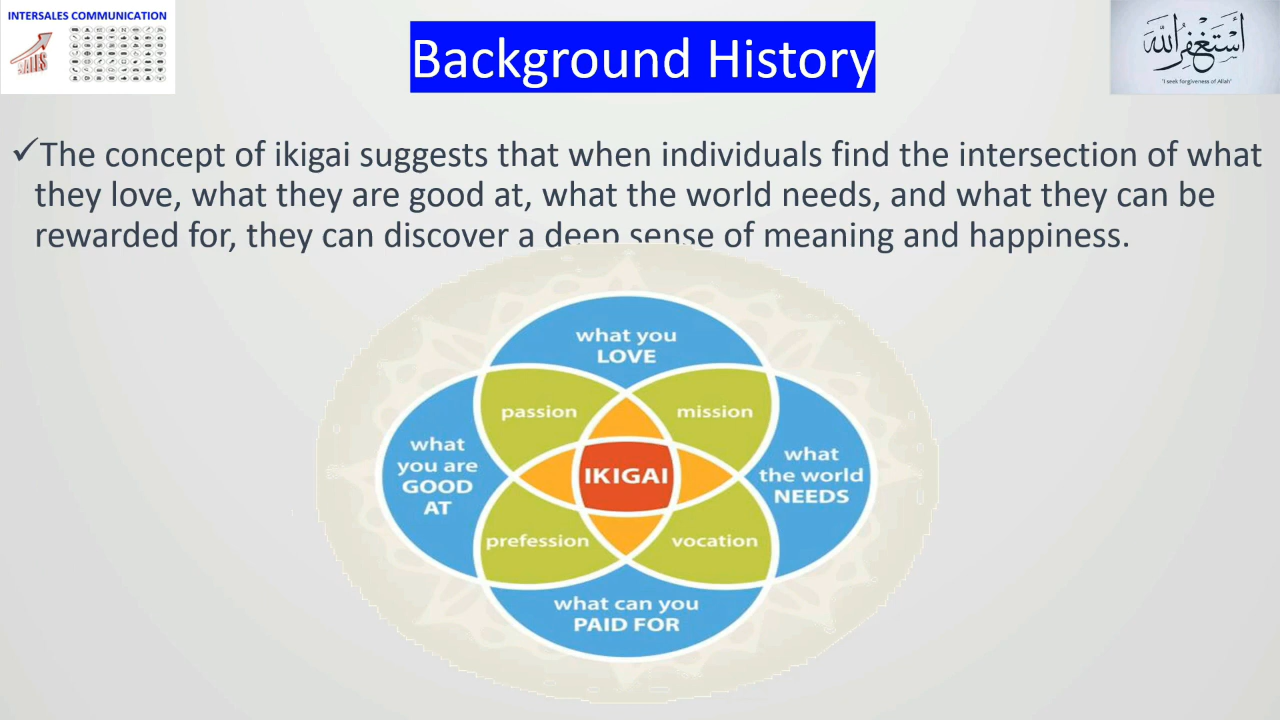 INTERSALES COMMUNICATION
SALES
Background History
أستغفر الله
"I seek forgiveness of Allah"
✓The concept of ikigai suggests that when individuals find the intersection of what
they love, what they are good at, what the world needs, and what they can be
rewarded for, they can discover a deep sense of meaning and happiness.
what you
LOVE
passion
mission
what
you are
GOOD
AT
IKIGAI
what
the world
NEEDS
prefession
vocation
what can you
PAID FOR